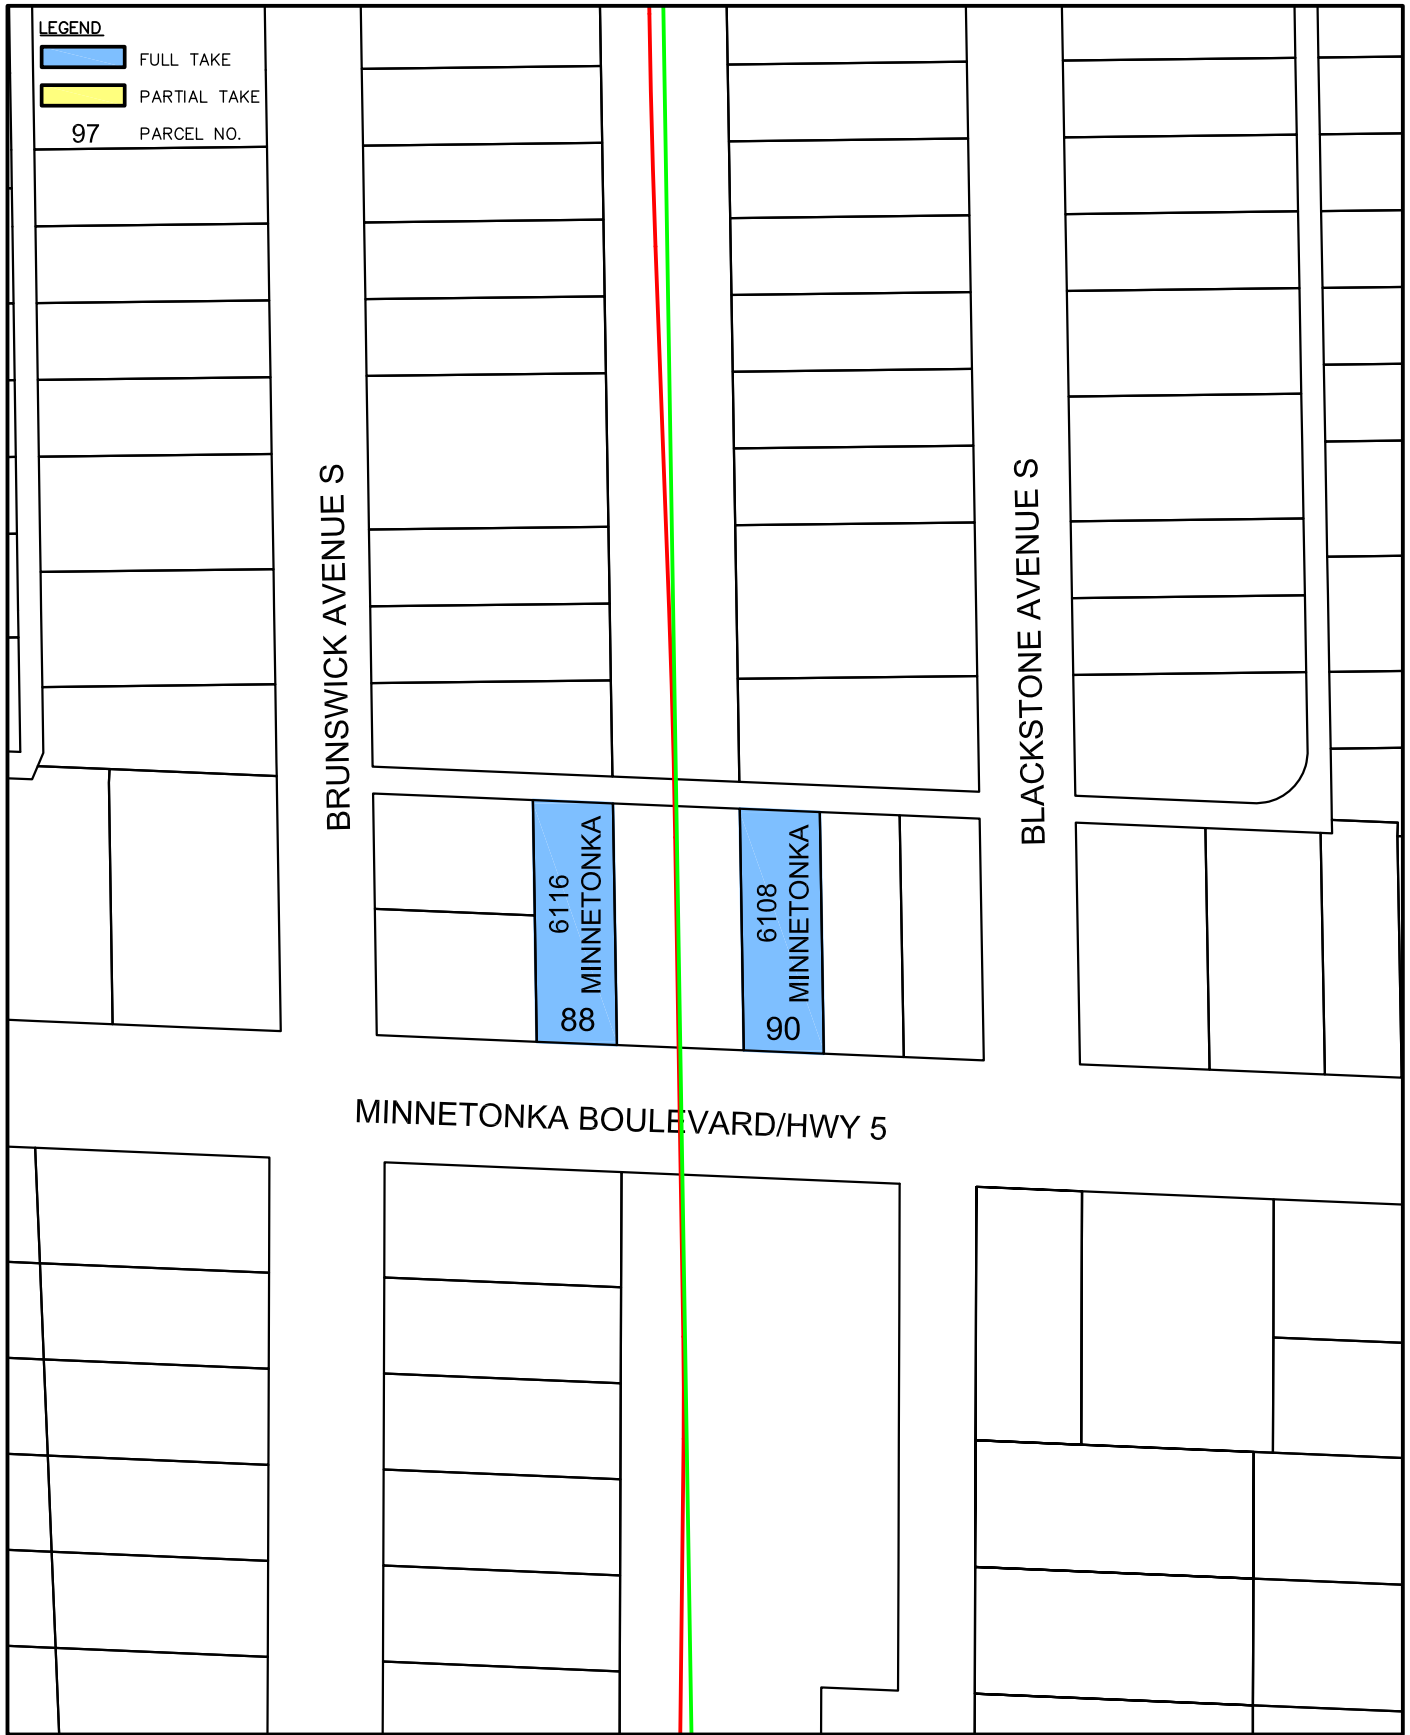 LEGEND
FULL TAKE
PARTIAL TAKE
97 PARCEL NO.
BRUNSWICK AVENUE S
BLACKSTONE AVENUE S
6116
MINNETONKA
88
6108
MINNETONKA
90
MINNETONKA BOULEVARD/HWY 5